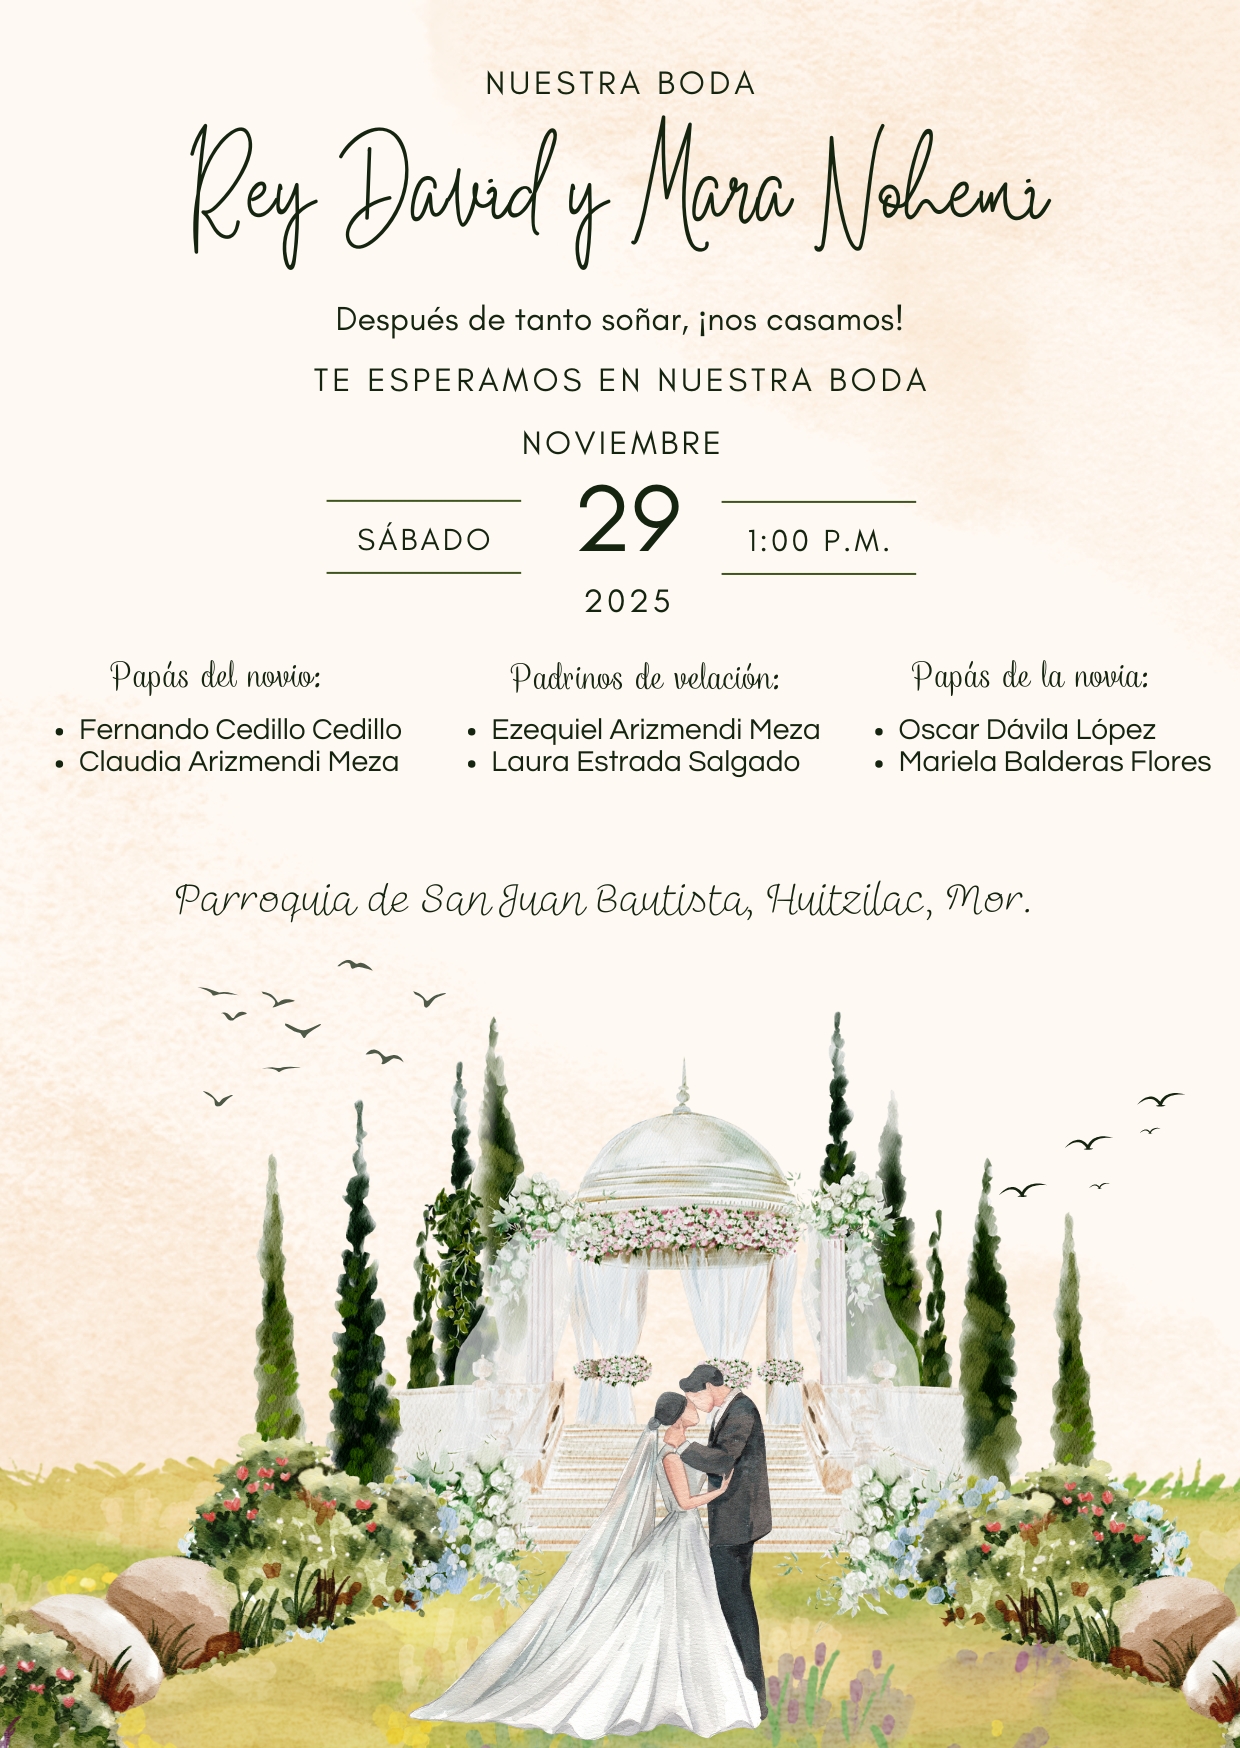 NUESTRA BODA
Rey David y Mara Nohemi
Después de tanto soñar, ¡nos casamos!
TE ESPERAMOS EN NUESTRA BODA
NOVIEMBRE
SÁBADO
29
1:00 P.M.
2025
Papás del novio:
• Fernando Cedillo Cedillo
• Claudia Arizmendi Meza
Padrinos de velación:
• Ezequiel Arizmendi Meza
• Laura Estrada Salgado
Papás de la novia:
• Oscar Dávila López
• Mariela Balderas Flores
Parroquia de San Juan Bautista, Huitzilac, Mor.